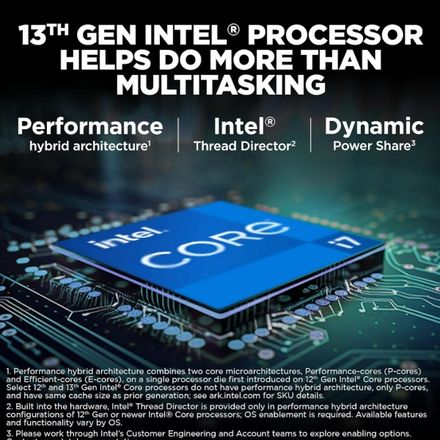 13TH GEN INTEL® PROCESSOR
HELPS DO MORE THAN
MULTITASKING
Performance
hybrid architecture¹
Intel®
Thread Director²
Dynamic
Power Share³
intel
CORE
i7
1. Performance hybrid architecture combines two core microarchitectures, Performance-cores (P-cores)
and Efficient-cores (E-cores), on a single processor die first introduced on 12th Gen Intel® Core processors.
Select 12th and 13th Gen Intel® Core processors do not have performance hybrid architecture, only P-cores,
and have same cache size as prior generation; see ark.intel.com for SKU details.
2. Built into the hardware, Intel® Thread Director is provided only in performance hybrid architecture
configurations of 12th Gen or newer Intel® Core processors; OS enablement is required. Available features
and functionality vary by OS.
3. Please work through Intel's Customer Engineering and Account teams to explore enabling options.